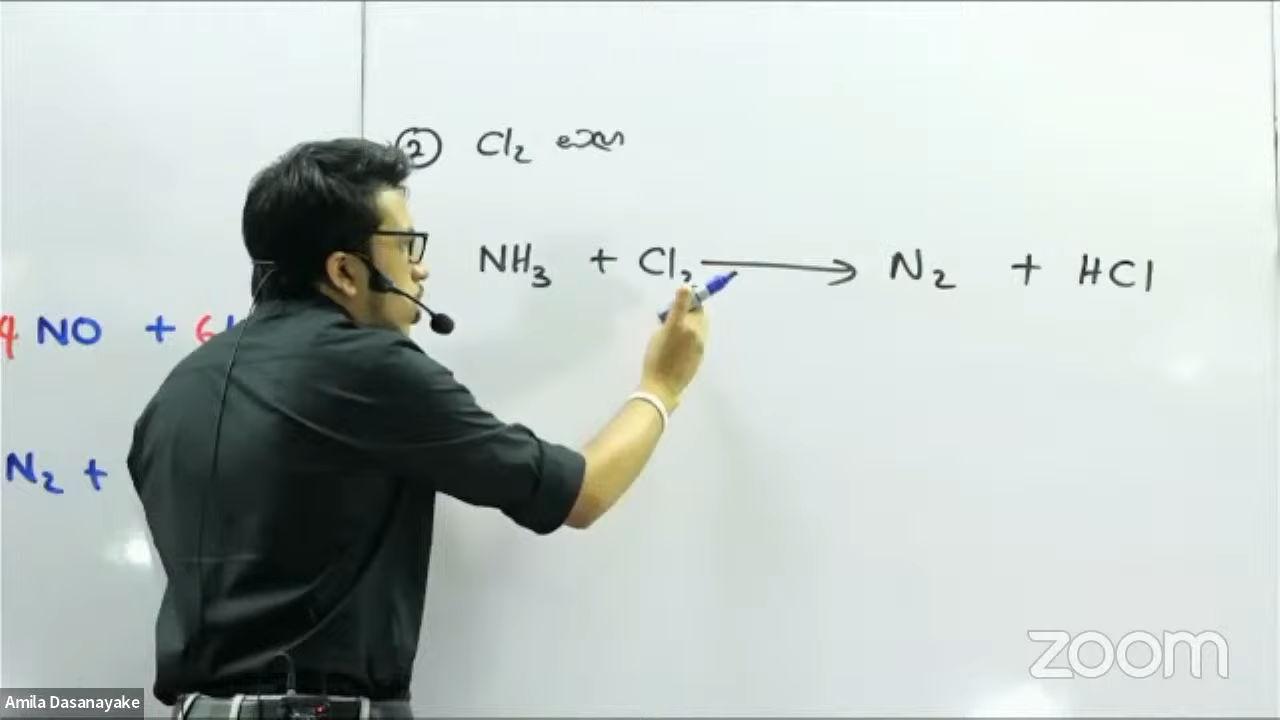 ② Cl2
NH3 + Cl2 → N2 + HCl
4 NO + 6
N2 +
zoom
Amila Dasanayake